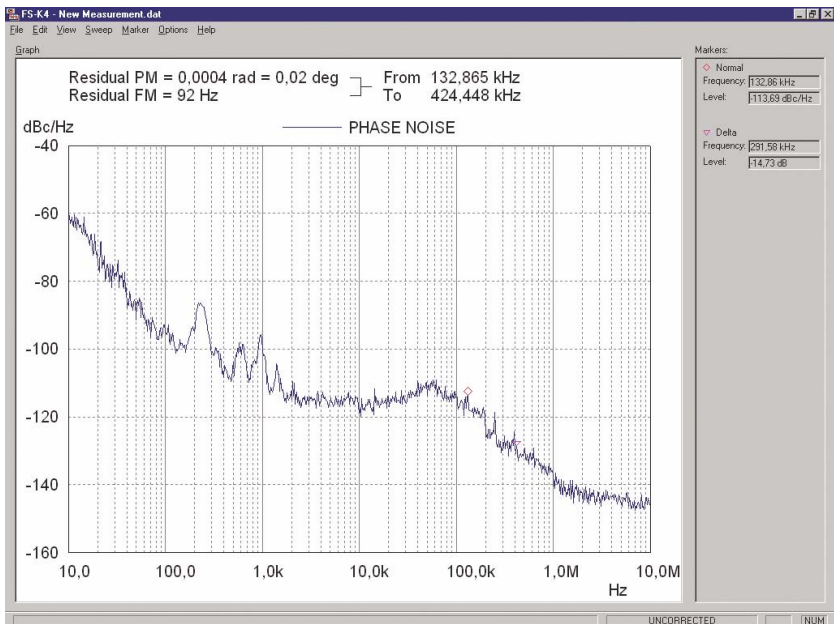 FS-K4 - New Measurement.dat
File Edit View Sweep Marker Options Help
Graph
Residual PM = 0,0004 rad = 0,02 deg
Residual FM = 92 Hz
From 132,865 kHz
To 424,448 kHz
dBc/Hz
PHASE NOISE
-40
-60
-80
-100
-120
-140
-160
10,0 100,0 1,0k 10,0k 100,0k 1,0M 10,0M
Hz
Markers:
Normal
Frequency: 132,86 kHz
Level: -113,69 dBc/Hz
Delta
Frequency: 291,58 kHz
Level: -14,73 dB
UNCORRECTED NUM